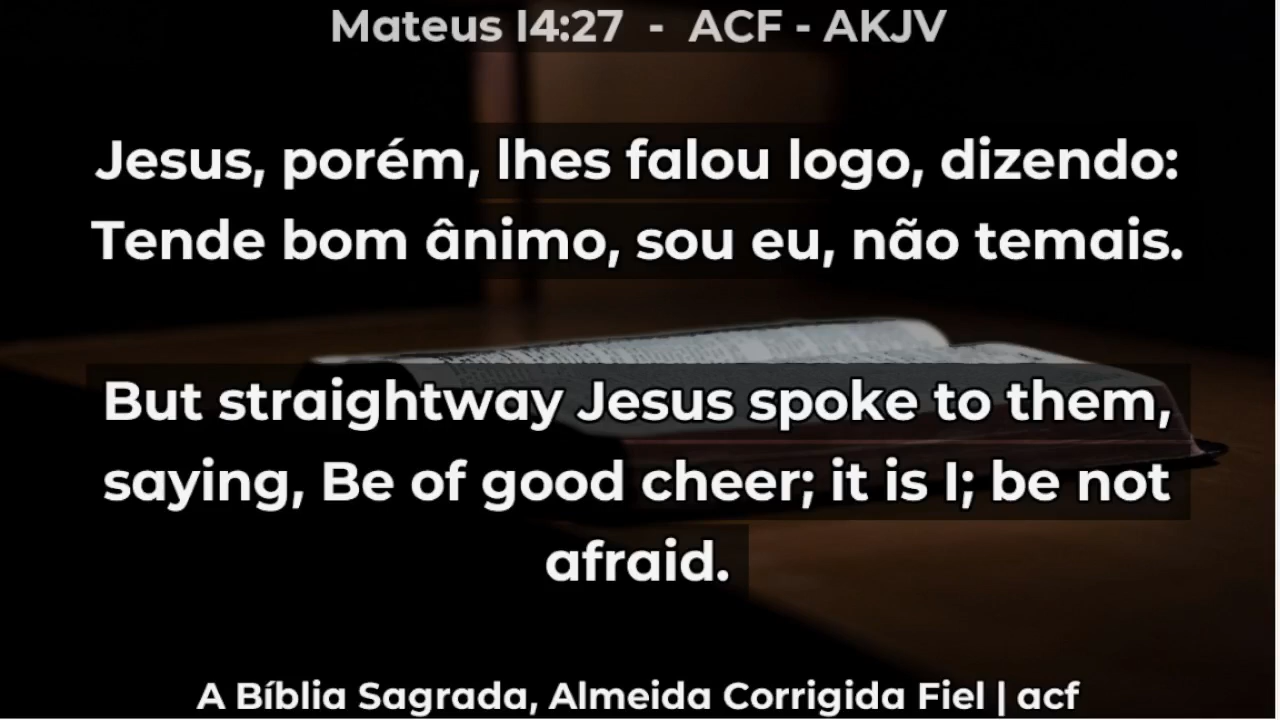 Mateus 14:27 - ACF - AKJV
Jesus, porém, lhes falou logo, dizendo:
Tende bom ânimo, sou eu, não temais.
But straightway Jesus spoke to them,
saying, Be of good cheer; it is I; be not
afraid.
A Bíblia Sagrada, Almeida Corrigida Fiel | acf